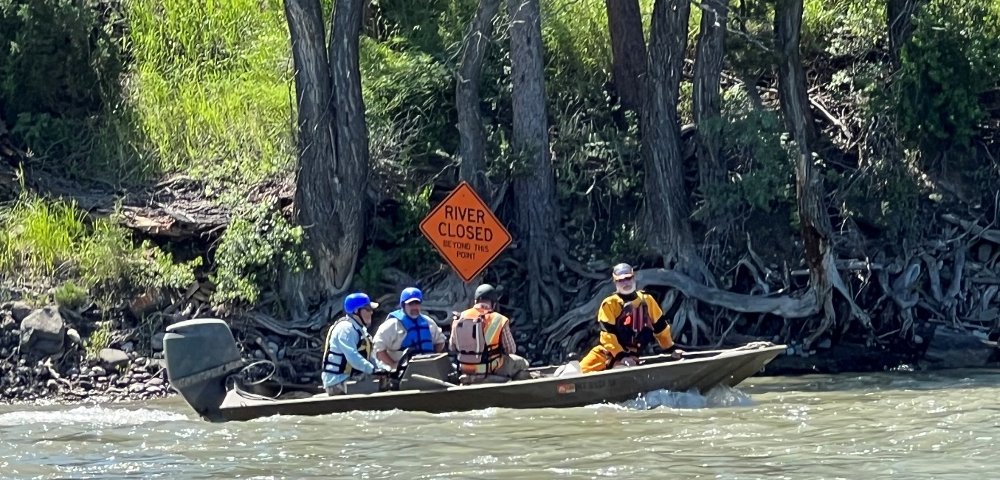 RIVER
CLOSED
BEYOND THIS
POINT